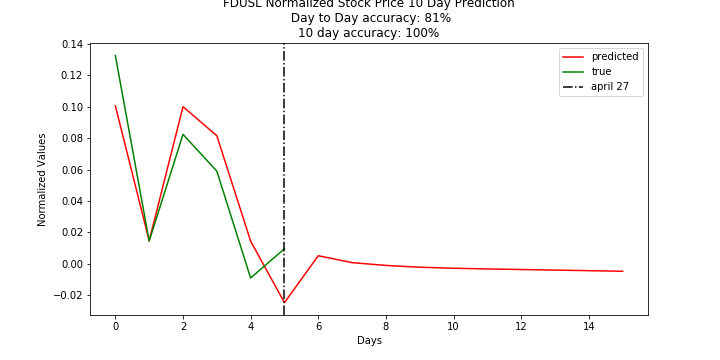 FDUSL Normalized Stock Price 10 Day Prediction
Day to Day accuracy: 81%
10 day accuracy: 100%
predicted
true
april 27
Normalized Values
0.14
0.12
0.10
0.08
0.06
0.04
0.02
0.00
−0.02
0 2 4 6 8 10 12 14
Days